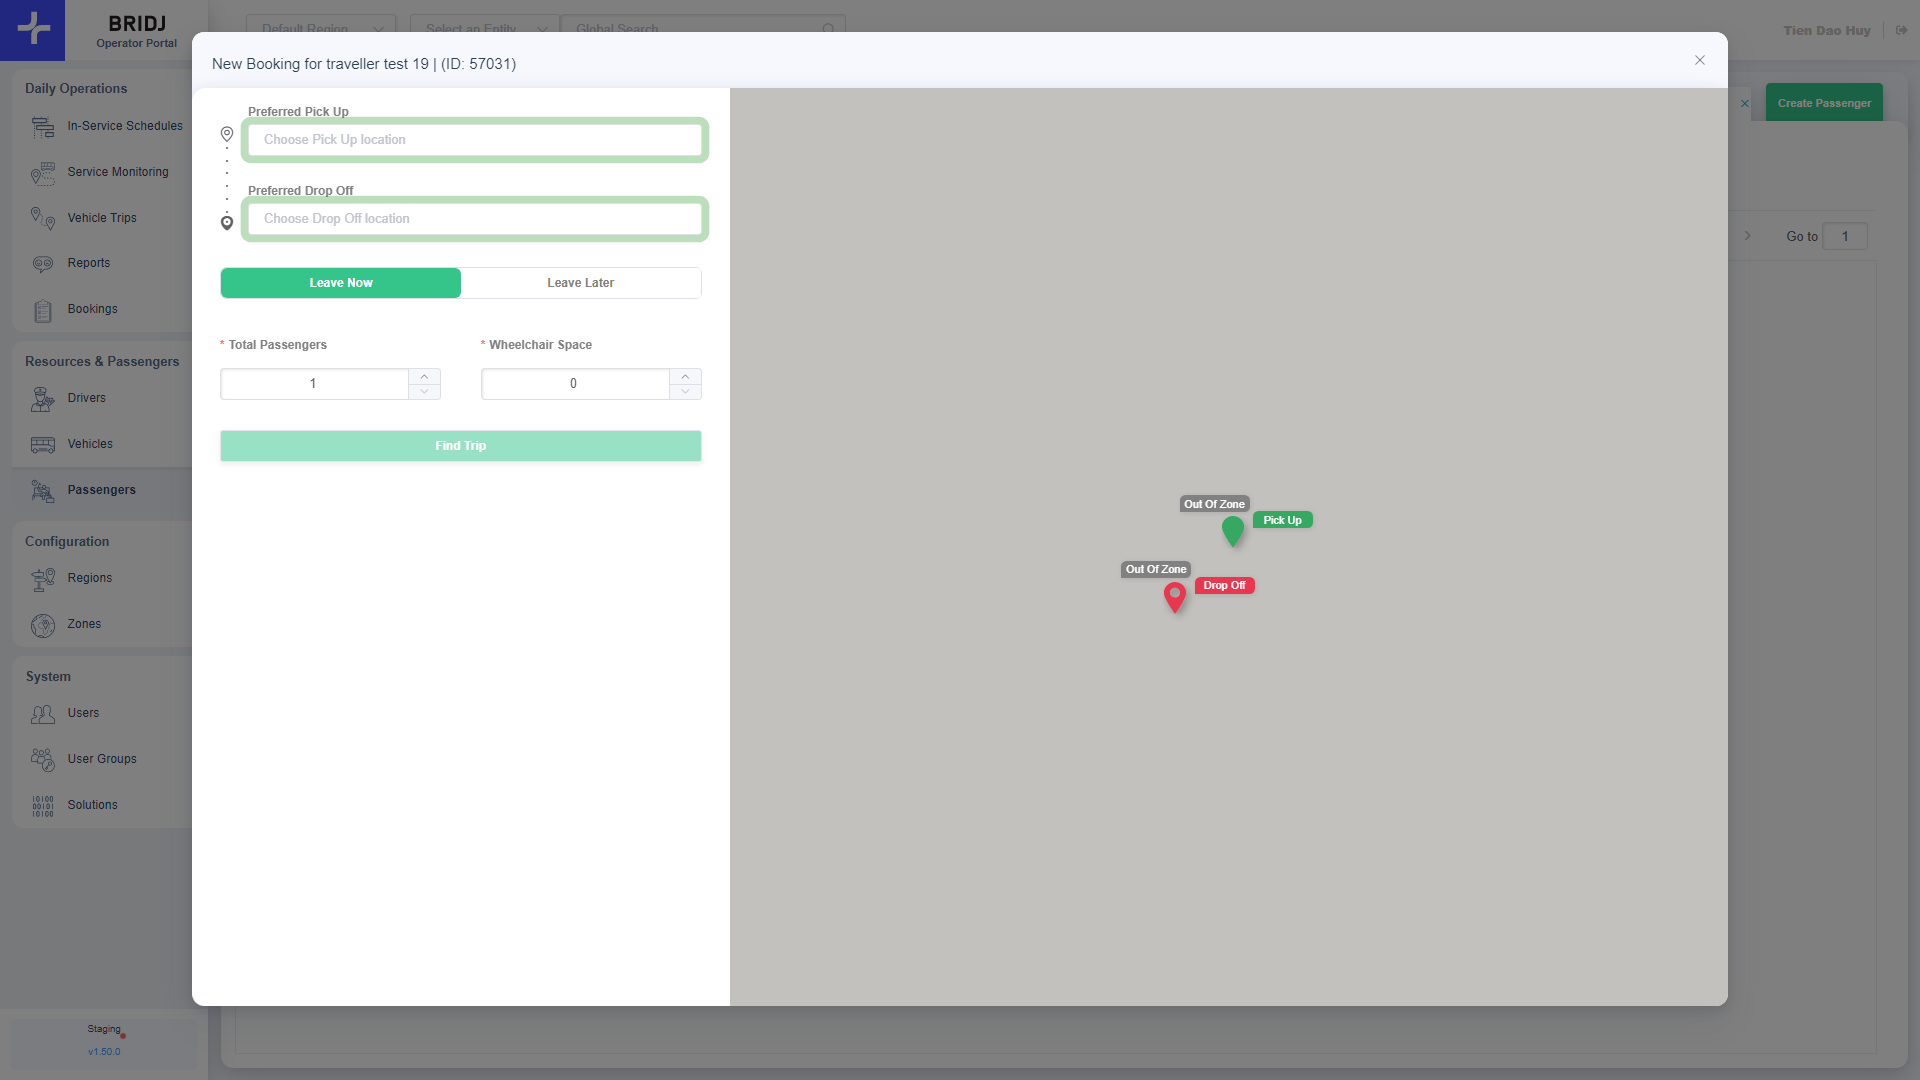 BRIDJ
Operator Portal
Default Region
Select an Entity
Global Search
Tien Dao Huy
New Booking for traveller test 19 | (ID: 57031)
Daily Operations
In-Service Schedules
Service Monitoring
Vehicle Trips
Reports
Bookings
Resources & Passengers
Drivers
Vehicles
Passengers
Configuration
Regions
Zones
System
Users
User Groups
Solutions
Staging
v1.50.0
Preferred Pick Up
Choose Pick Up location
Preferred Drop Off
Choose Drop Off location
Leave Now
Leave Later
* Total Passengers
* Wheelchair Space
1
0
Find Trip
Out Of Zone
Pick Up
Out Of Zone
Drop Off
Create Passenger
Go to
1